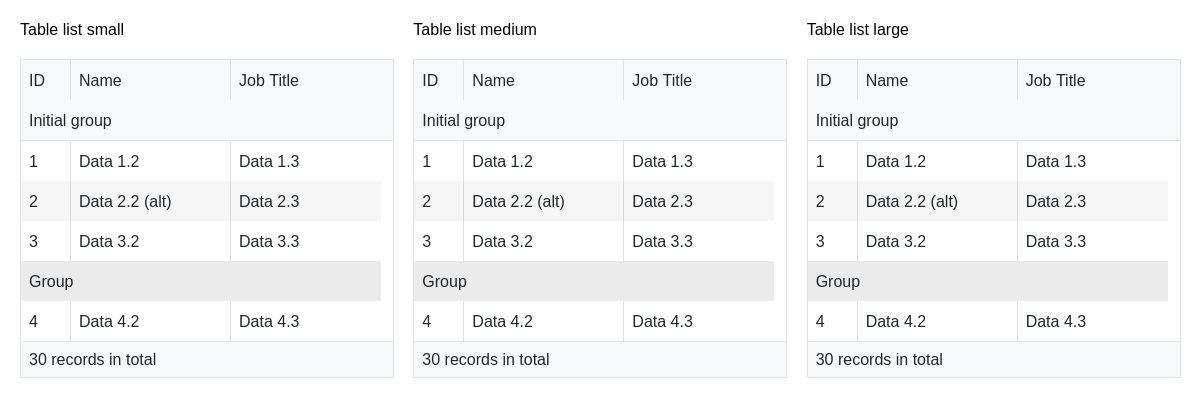 Table list small
ID Name Job Title
Initial group
1 Data 1.2 Data 1.3
2 Data 2.2 (alt) Data 2.3
3 Data 3.2 Data 3.3
Group
4 Data 4.2 Data 4.3
30 records in total
Table list medium
ID Name Job Title
Initial group
1 Data 1.2 Data 1.3
2 Data 2.2 (alt) Data 2.3
3 Data 3.2 Data 3.3
Group
4 Data 4.2 Data 4.3
30 records in total
Table list large
ID Name Job Title
Initial group
1 Data 1.2 Data 1.3
2 Data 2.2 (alt) Data 2.3
3 Data 3.2 Data 3.3
Group
4 Data 4.2 Data 4.3
30 records in total